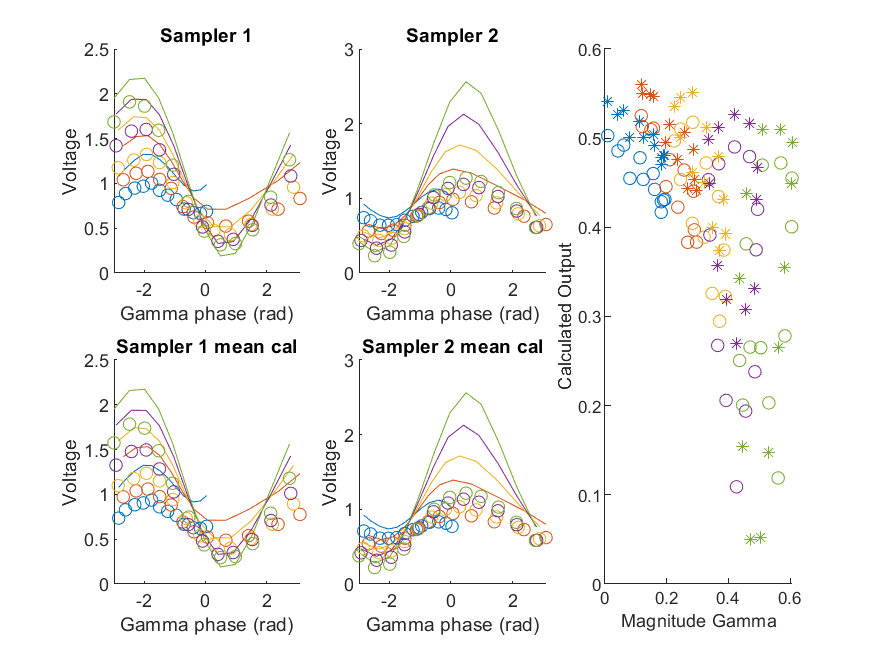 Sampler 1
2.5
2
1.5
1
0.5
0
Voltage
-2 0 2
Gamma phase (rad)
Sampler 2
3
2
1
0
Voltage
-2 0 2
Gamma phase (rad)
Sampler 1 mean cal
2.5
2
1.5
1
0.5
0
Voltage
-2 0 2
Gamma phase (rad)
Sampler 2 mean cal
3
2
1
0
Voltage
-2 0 2
Gamma phase (rad)
0.6
0.5
0.4
0.3
0.2
0.1
0
Calculated Output
0 0.2 0.4 0.6
Magnitude Gamma